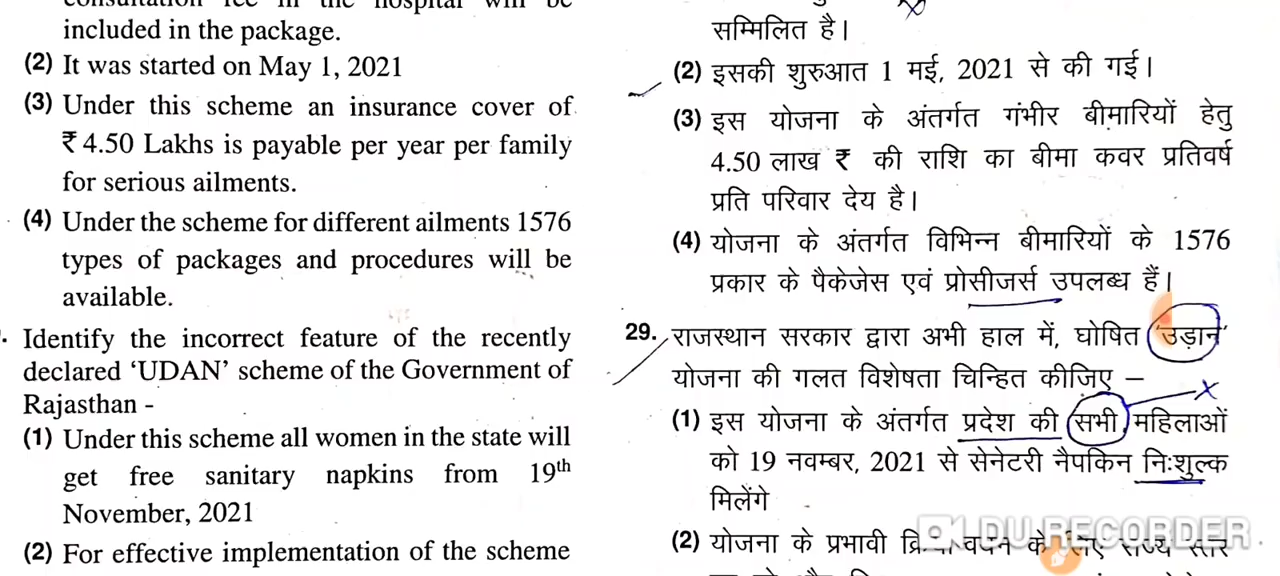 included in the package.
(2) It was started on May 1, 2021
(3) Under this scheme an insurance cover of
₹ 4.50 Lakhs is payable per year per family
for serious ailments.
(4) Under the scheme for different ailments 1576
types of packages and procedures will be
available.
Identify the incorrect feature of the recently
declared ‘UDAN’ scheme of the Government of
Rajasthan -
(1) Under this scheme all women in the state will
get free sanitary napkins from 19th
November, 2021
(2) For effective implementation of the scheme
सम्मिलित है।
(2) इसकी शुरुआत 1 मई, 2021 से की गई।
(3) इस योजना के अंतर्गत गंभीर बीमारियों हेतु
4.50 लाख ₹ की राशि का बीमा कवर प्रतिवर्ष
प्रति परिवार देय है।
(4) योजना के अंतर्गत विभिन्न बीमारियों के 1576
प्रकार के पैकेजेस एवं प्रोसीजर्स उपलब्ध हैं।
29. राजस्थान सरकार द्वारा अभी हाल में, घोषित ‘उड़ान’
योजना की गलत विशेषता चिन्हित कीजिए –
(1) इस योजना के अंतर्गत प्रदेश की सभी महिलाओं
को 19 नवम्बर, 2021 से सेनेटरी नैपकिन निःशुल्क
मिलेंगे
(2) योजना के प्रभावी के लिए राज्य स्तर
DU RECORDER